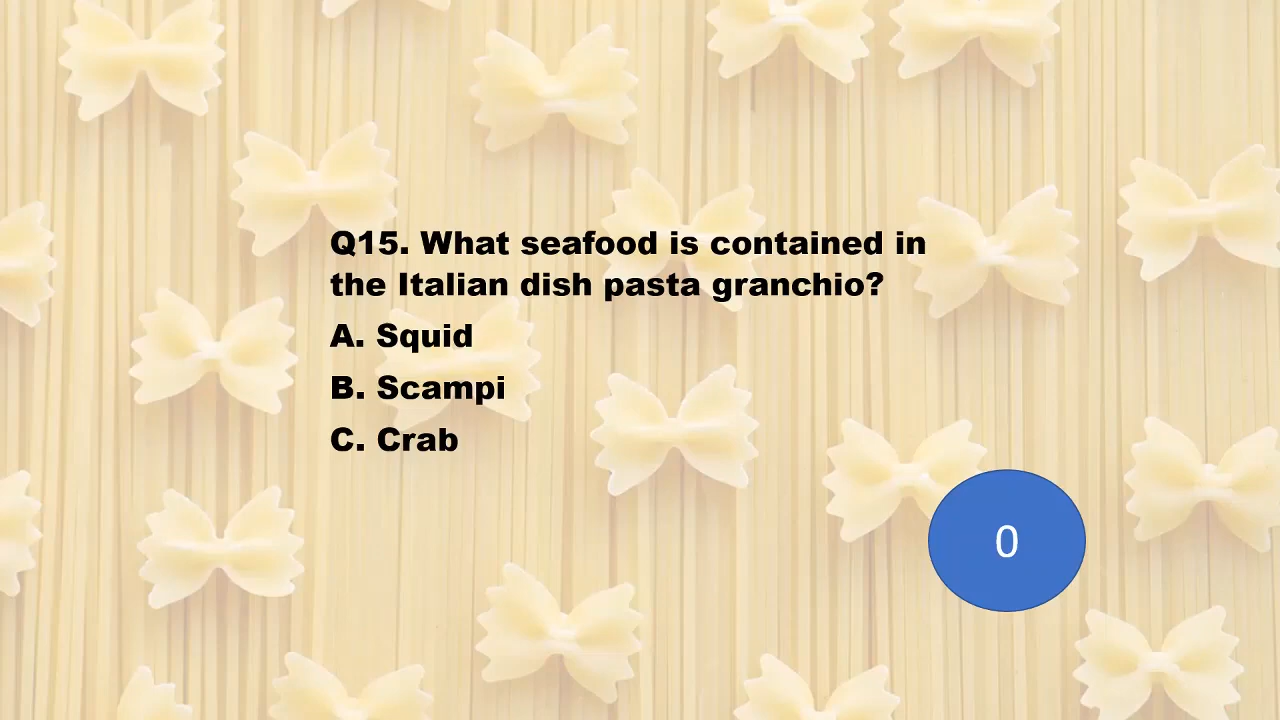 Q15. What seafood is contained in
the Italian dish pasta granchio?
A. Squid
B. Scampi
C. Crab
0